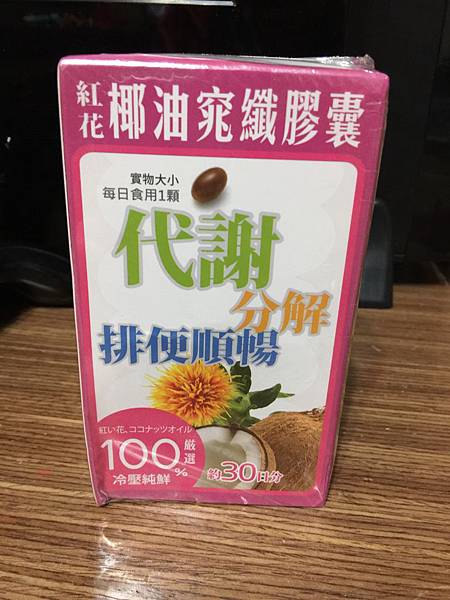 紅花椰油窕纖膠囊
實物大小
每日食用1顆
代謝
分解
排便順暢
紅い花、ココナッツオイル
100%嚴選
冷壓純鮮
約30日分